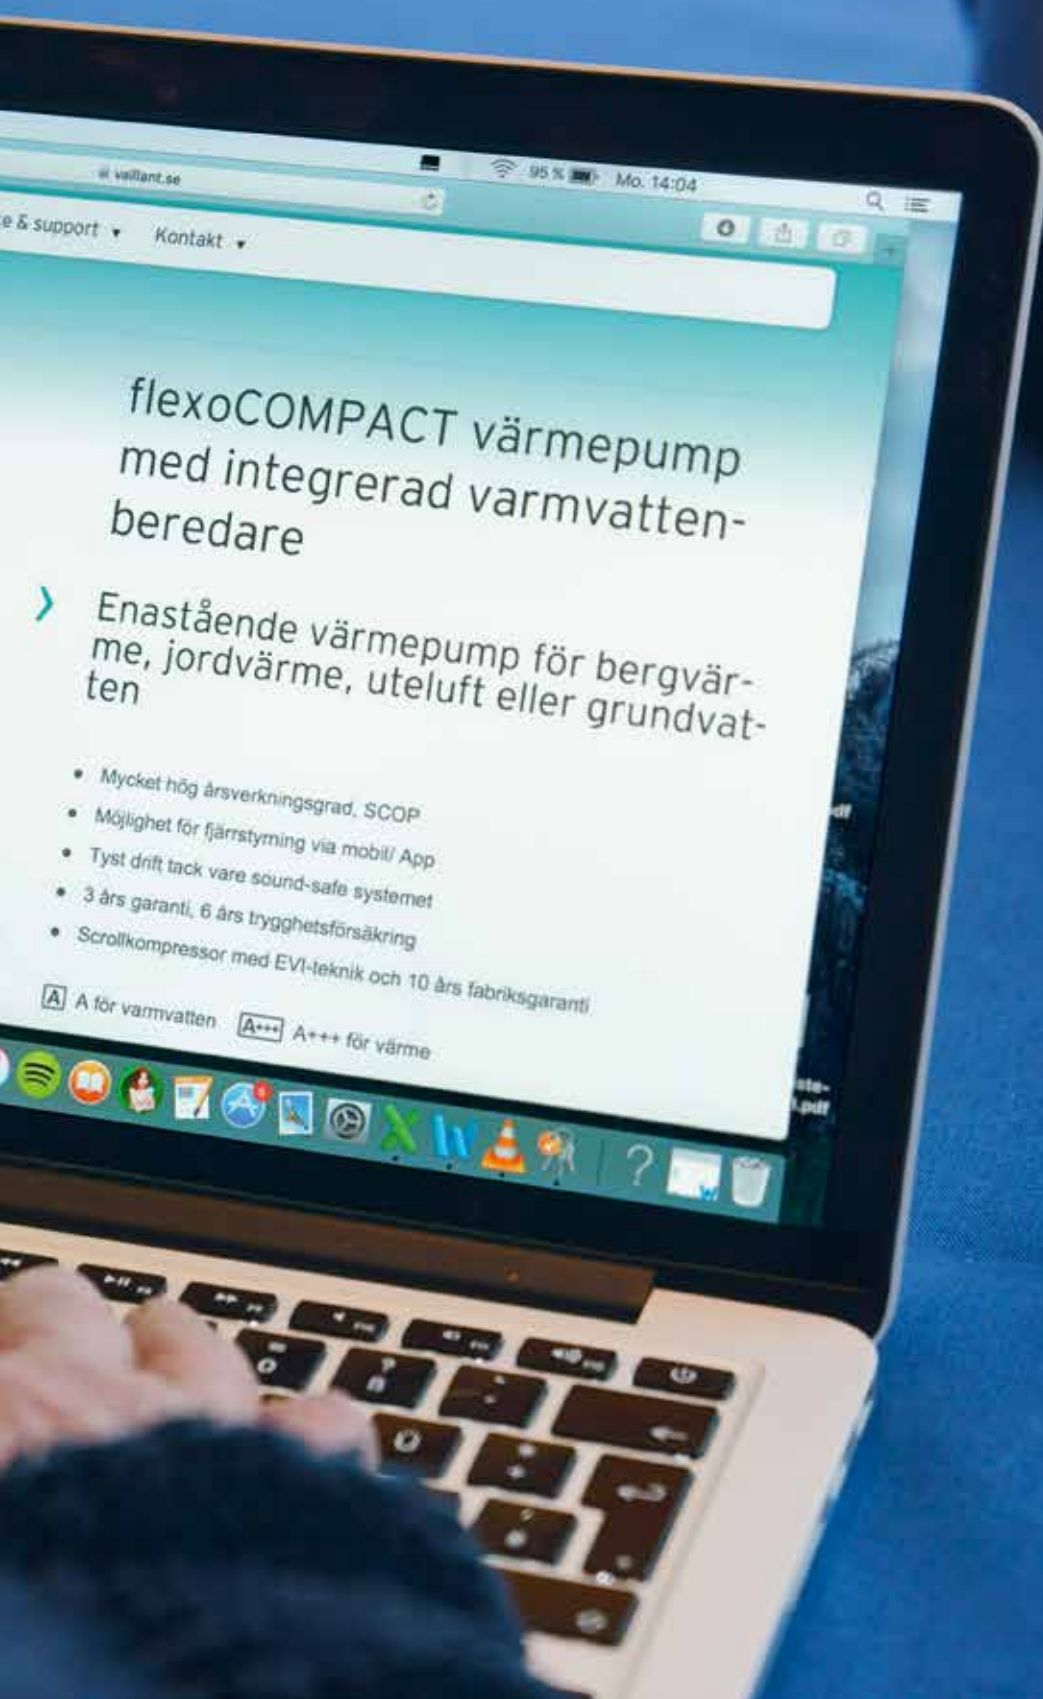 vaillant.se
95 %
Mo. 14:04
e & support
Kontakt
flexoCOMPACT värmepump
med integrerad varmvatten-
beredare
Enastående värmepump för bergvär-
me, jordvärme, uteluft eller grundvat-
ten
• Mycket hög årsverkningsgrad, SCOP
• Möjlighet för fjärrstyrning via mobil/ App
• Tyst drift tack vare sound-safe systemet
• 3 års garanti, 6 års trygghetsförsäkring
• Scrollkompressor med EVI-teknik och 10 års fabriksgaranti
A A för varmvatten A+++ A+++ för värme
df
ste-
.pdf